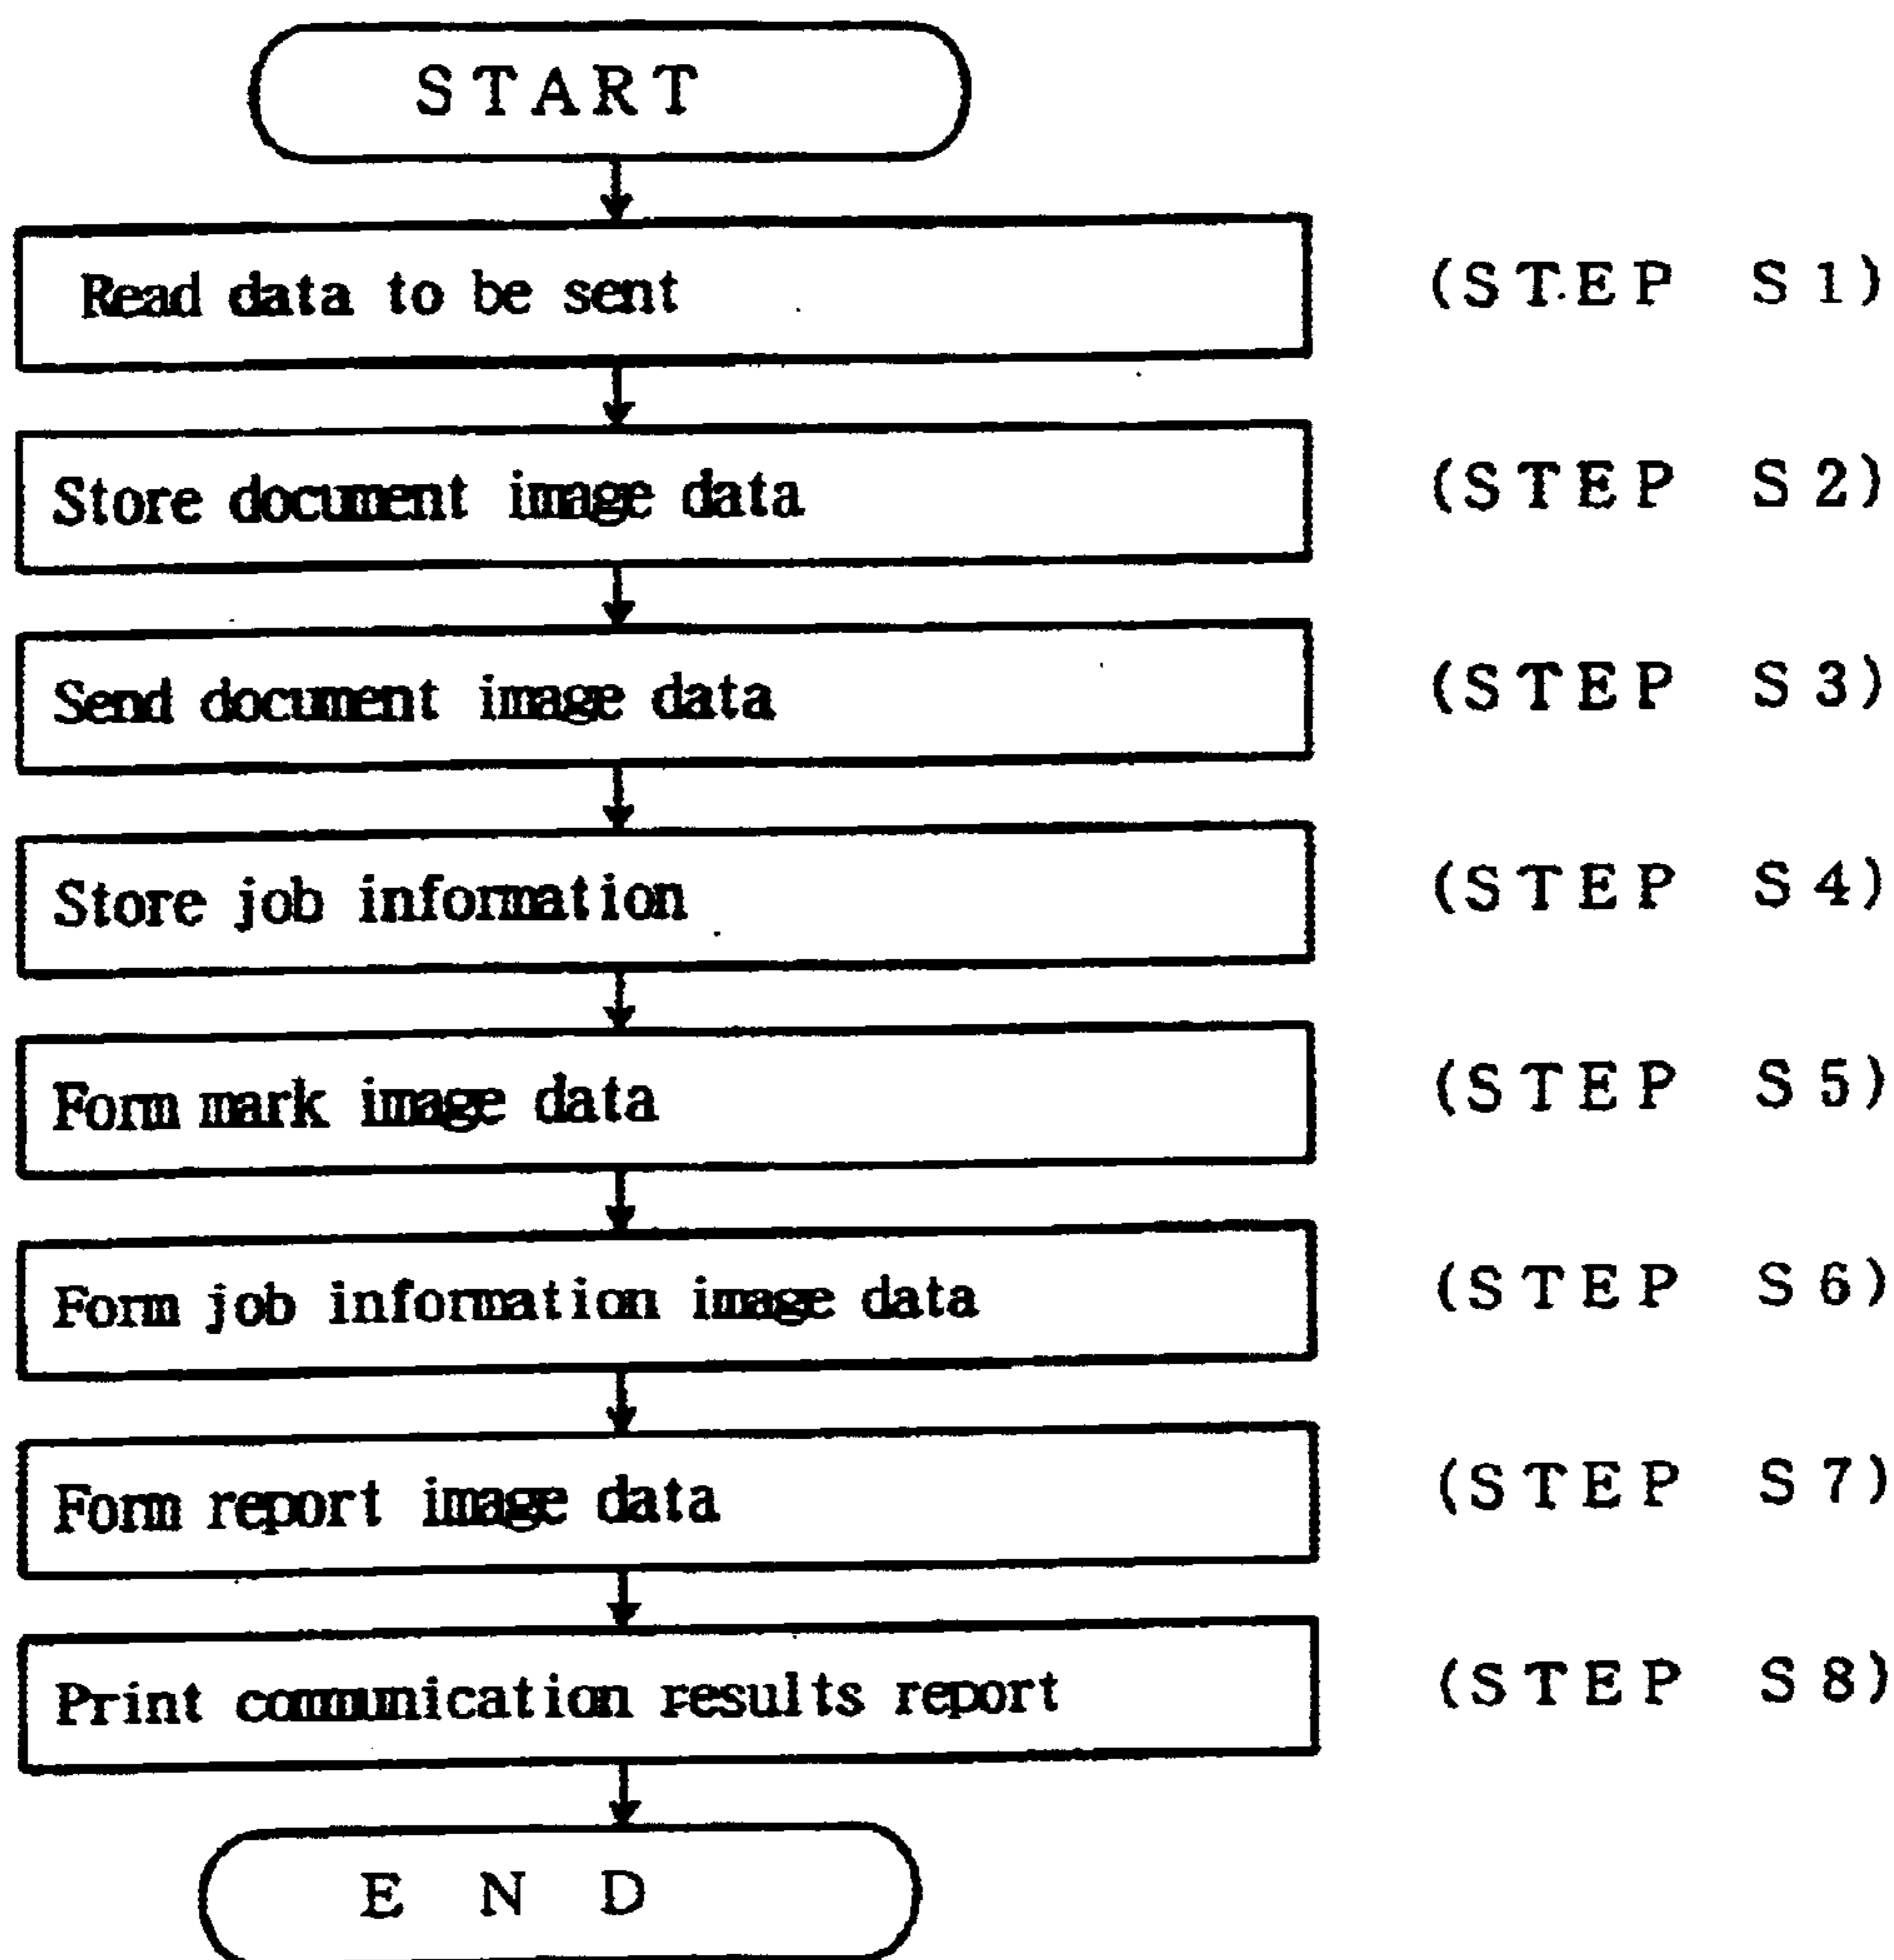 START
Read data to be sent (STEP S1)
Store document image data (STEP S2)
Send document image data (STEP S3)
Store job information (STEP S4)
Form mark image data (STEP S5)
Form job information image data (STEP S6)
Form report image data (STEP S7)
Print communication results report (STEP S8)
END